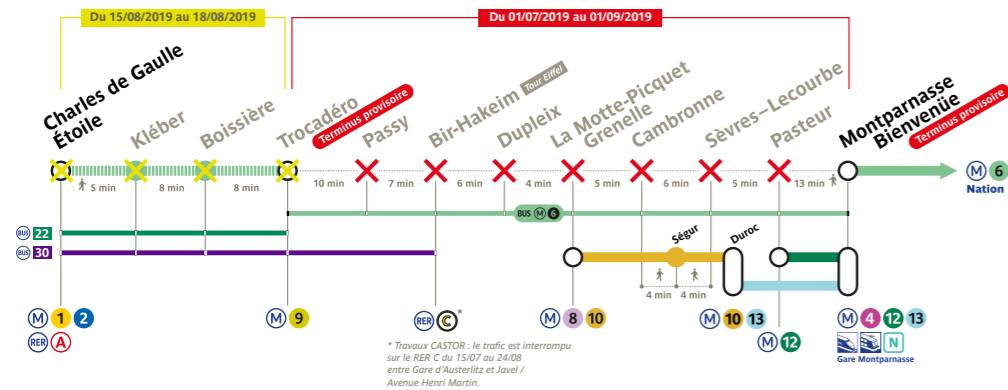 Du 15/08/2019 au 18/08/2019
Du 01/07/2019 au 01/09/2019
Charles de Gaulle
Étoile
Kléber
Boissière
Trocadéro
Terminus provisoire
Passy
Bir-Hakeim Tour Eiffel
Dupleix
La Motte-Picquet
Grenelle
Cambronne
Sèvres–Lecourbe
Pasteur
Montparnasse
Bienvenüe
Terminus provisoire
5 min
8 min
8 min
10 min
7 min
6 min
4 min
5 min
6 min
5 min
13 min
M 6
Nation
BUS M 6
BUS 22
BUS 30
Ségur
Duroc
4 min
4 min
M 1 2
RER A
M 9
RER C *
M 8 10
M 10 13
M 12
M 4 12 13
N
Gare Montparnasse
* Travaux CASTOR : le trafic est interrompu
sur le RER C du 15/07 au 24/08
entre Gare d'Austerlitz et Javel /
Avenue Henri Martin.